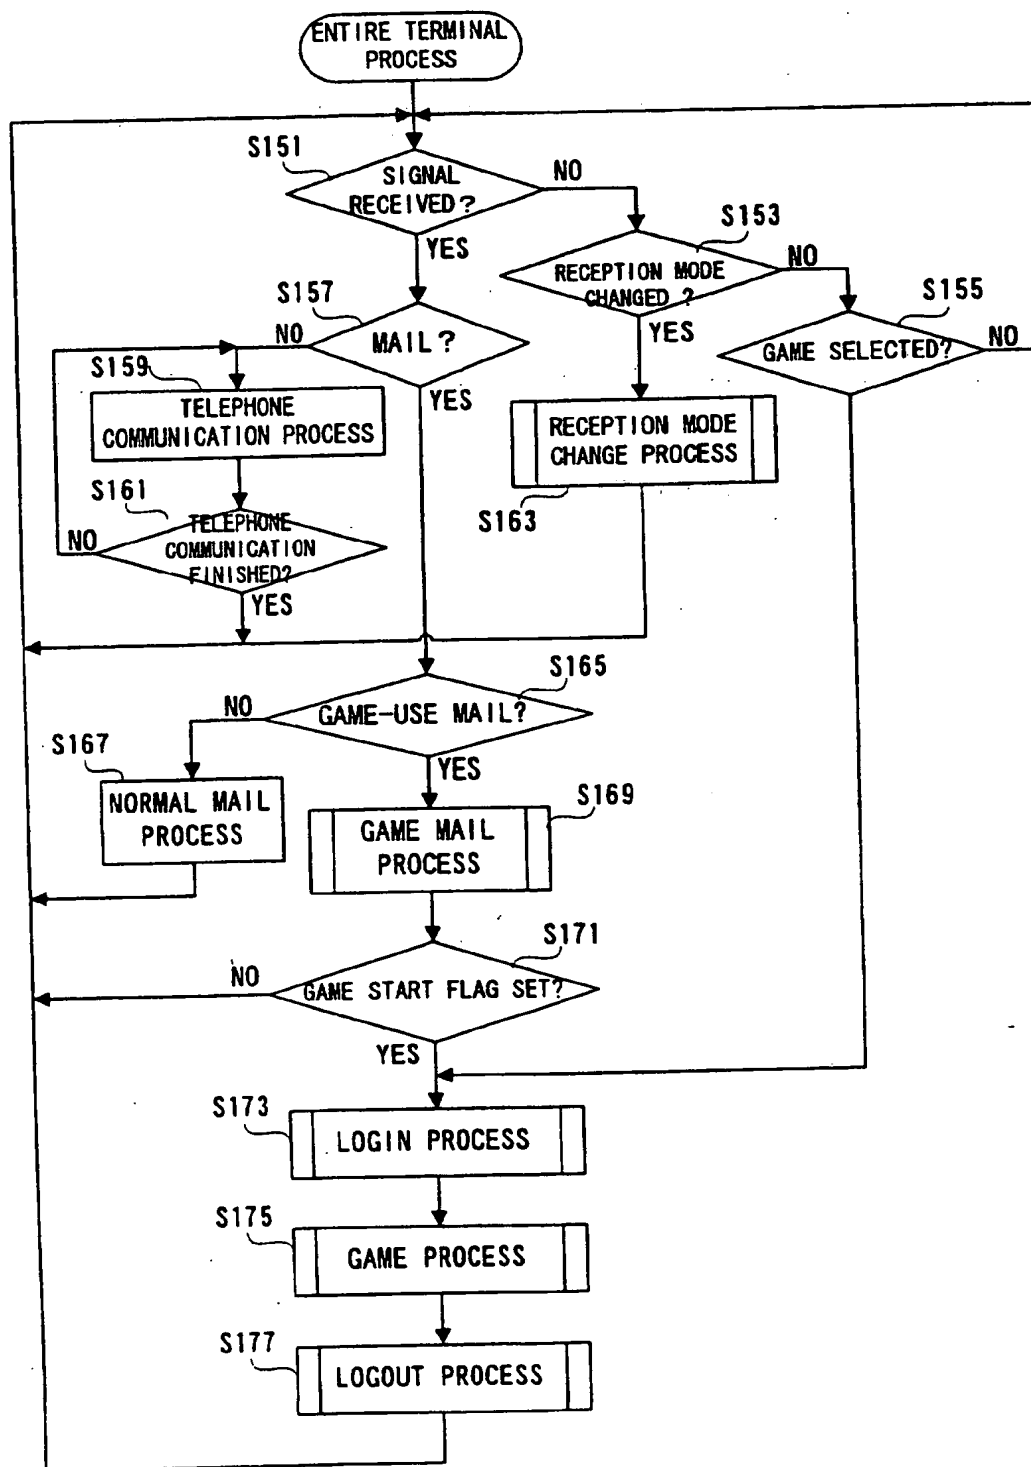 ENTIRE TERMINAL
PROCESS
S151
SIGNAL
RECEIVED?
NO
YES
S153
RECEPTION MODE
CHANGED ?
NO
YES
S155
GAME SELECTED?
NO
S157
MAIL?
NO
YES
S159
TELEPHONE
COMMUNICATION PROCESS
S161
TELEPHONE
COMMUNICATION
FINISHED?
NO
YES
RECEPTION MODE
CHANGE PROCESS
S163
S165
GAME-USE MAIL?
NO
YES
S167
NORMAL MAIL
PROCESS
S169
GAME MAIL
PROCESS
S171
GAME START FLAG SET?
NO
YES
S173
LOGIN PROCESS
S175
GAME PROCESS
S177
LOGOUT PROCESS